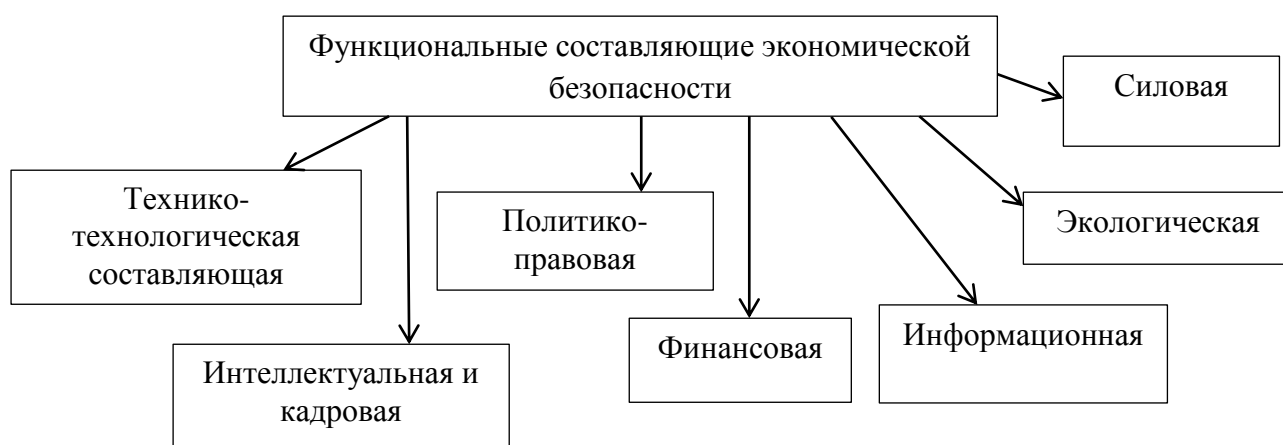 Функциональные составляющие экономической
безопасности
Силовая
Технико-
технологическая
составляющая
Политико-
правовая
Экологическая
Интеллектуальная и
кадровая
Финансовая
Информационная